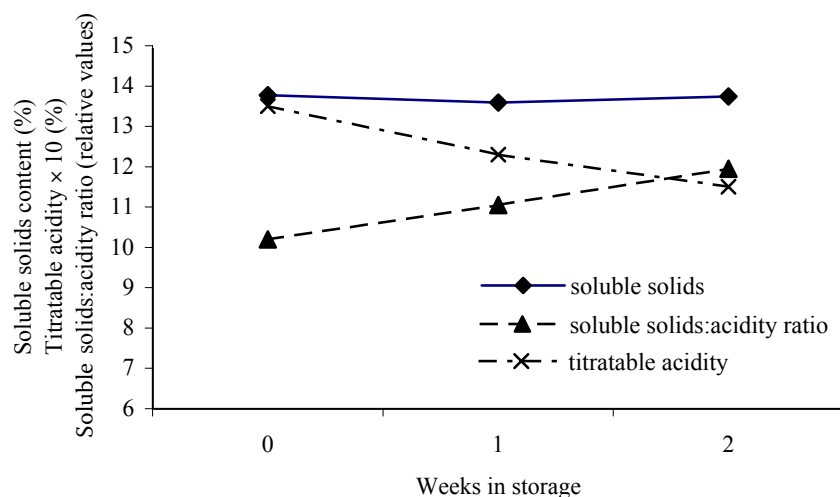 Soluble solids content (%)
Titratable acidity × 10 (%)
Soluble solids:acidity ratio (relative values)
15
14
13
12
11
10
9
8
7
6
soluble solids
soluble solids:acidity ratio
titratable acidity
0 1 2
Weeks in storage